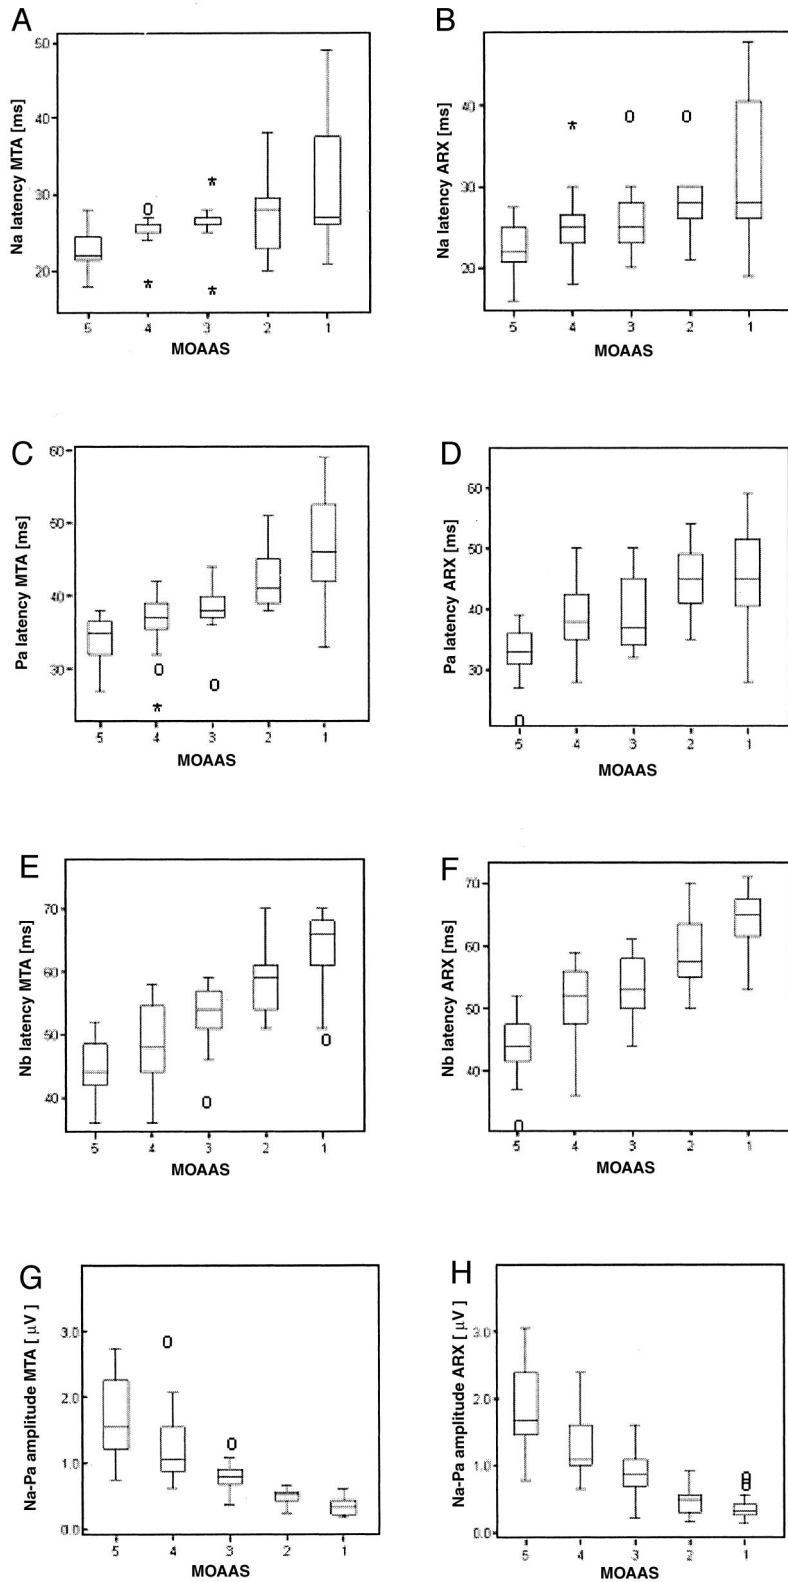 A
Na latency MTA [ms]
50
40
30
20
5 4 3 2 1
MOAAS
B
Na latency ARX [ms]
40
30
20
5 4 3 2 1
MOAAS
C
Pa latency MTA [ms]
60
50
40
30
5 4 3 2 1
MOAAS
D
Pa latency ARX [ms]
60
50
40
30
5 4 3 2 1
MOAAS
E
Nb latency MTA [ms]
70
60
50
40
5 4 3 2 1
MOAAS
F
Nb latency ARX [ms]
70
60
50
40
5 4 3 2 1
MOAAS
G
Na-Pa amplitude MTA [ µV ]
3.0
2.0
1.0
0.0
5 4 3 2 1
MOAAS
H
Na-Pa amplitude ARX [ µV ]
3.0
2.0
1.0
0.0
5 4 3 2 1
MOAAS